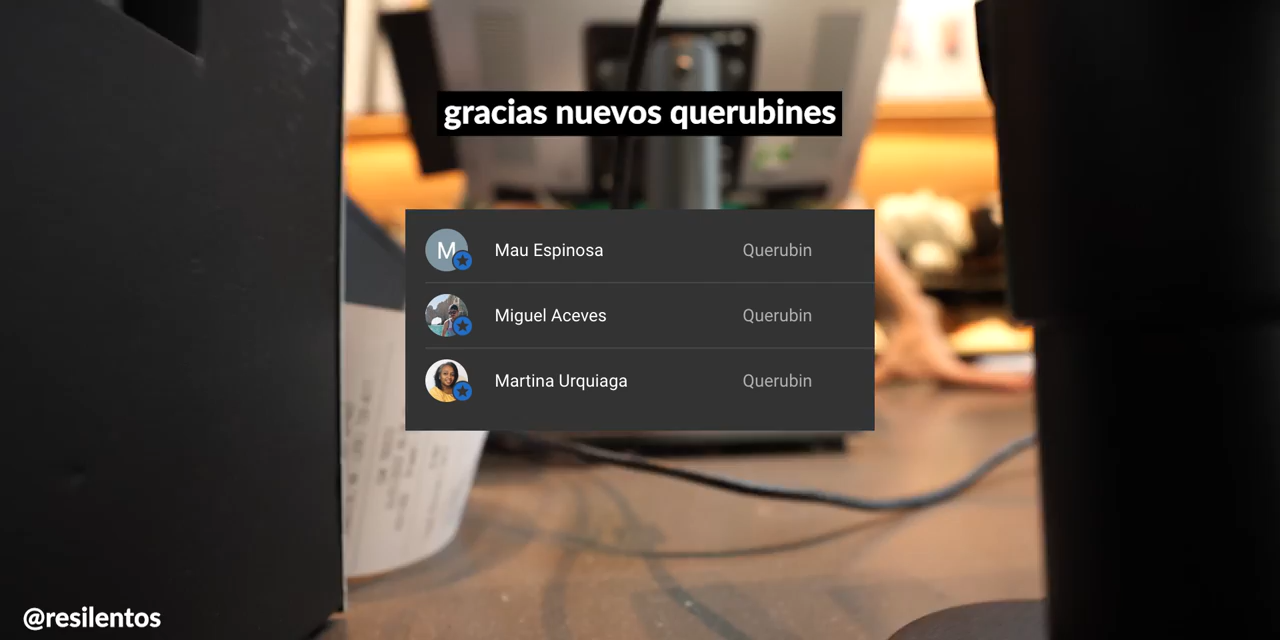 gracias nuevos querubines
M Mau Espinosa Querubin
Miguel Aceves Querubin
Martina Urquiaga Querubin
@resilentos